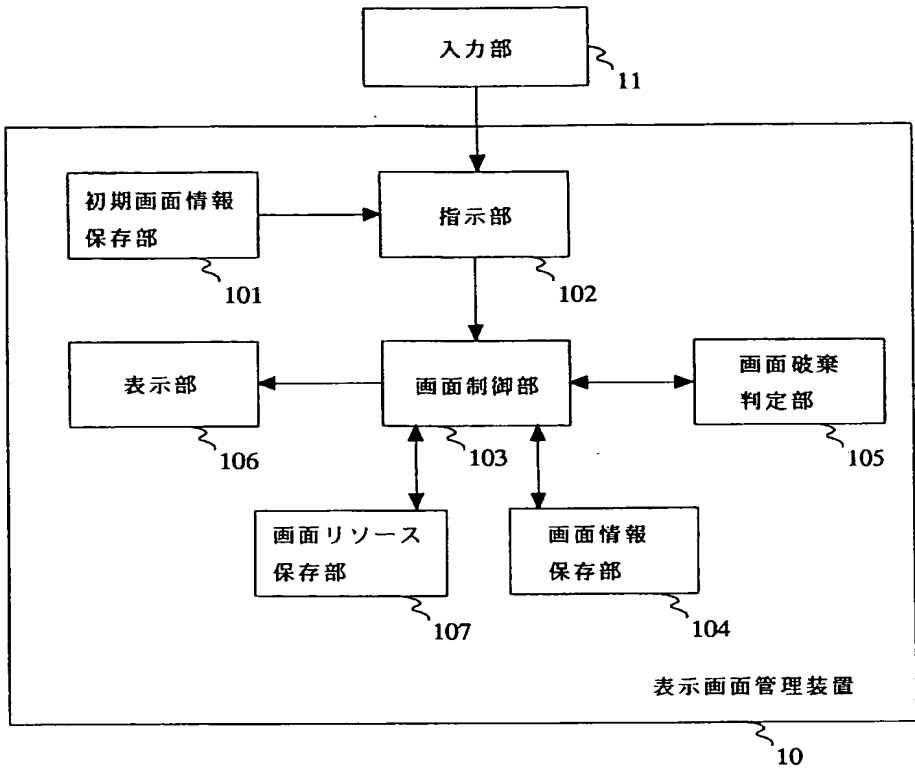 入力部
11
初期画面情報
保存部
101
指示部
102
表示部
106
画面制御部
103
画面破棄
判定部
105
画面リソース
保存部
107
画面情報
保存部
104
表示画面管理装置
10